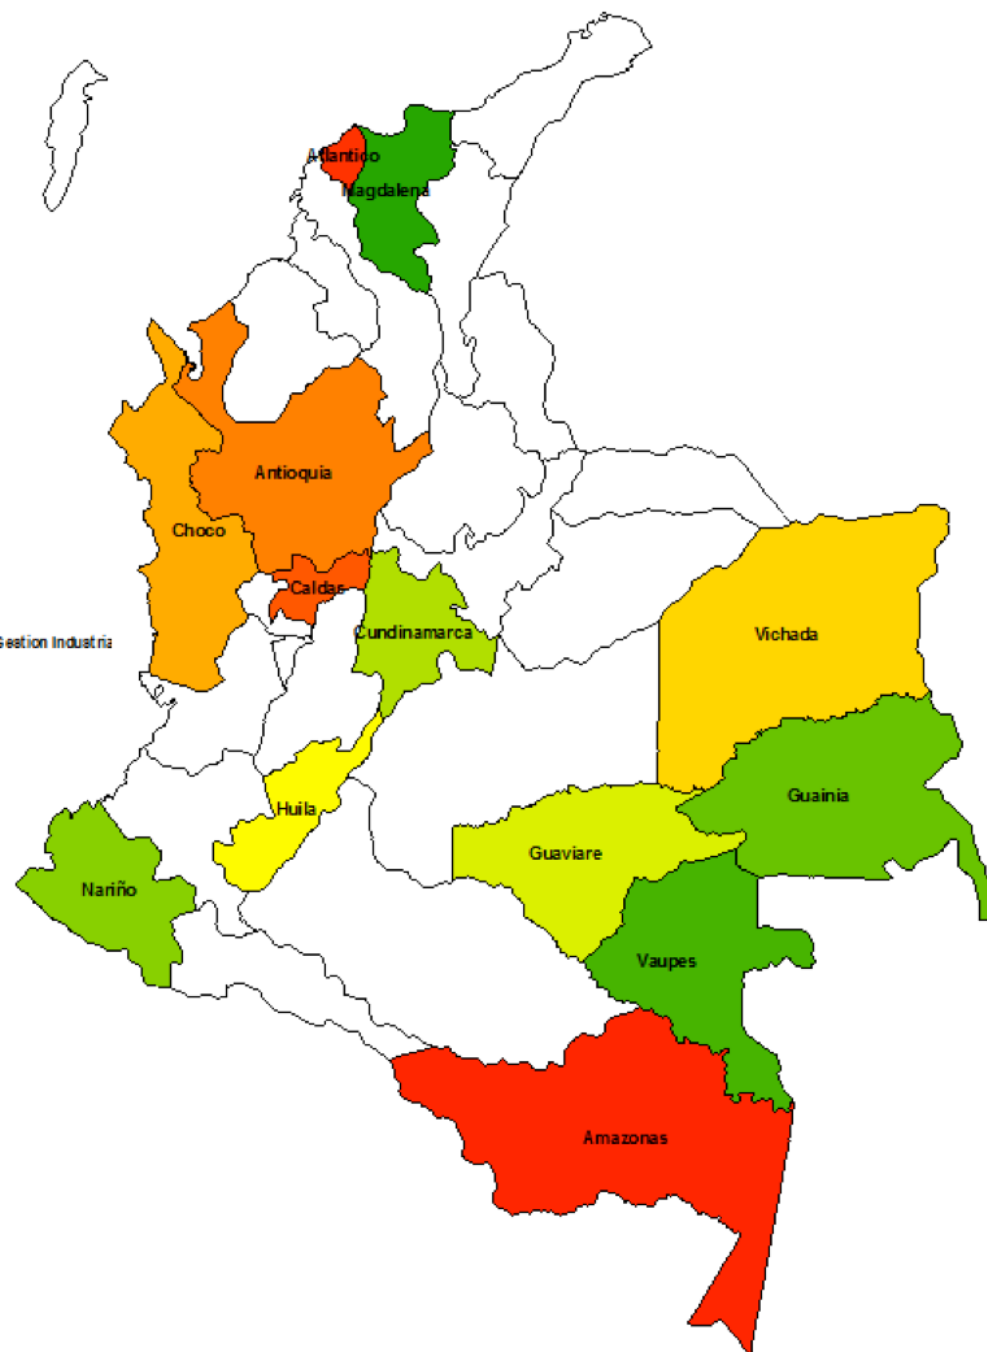 Atlantico
Magdalena
Antioquia
Choco
Caldas
Cundinamarca
Gestion Industria
Vichada
Guainia
Huila
Guaviare
Nariño
Vaupes
Amazonas